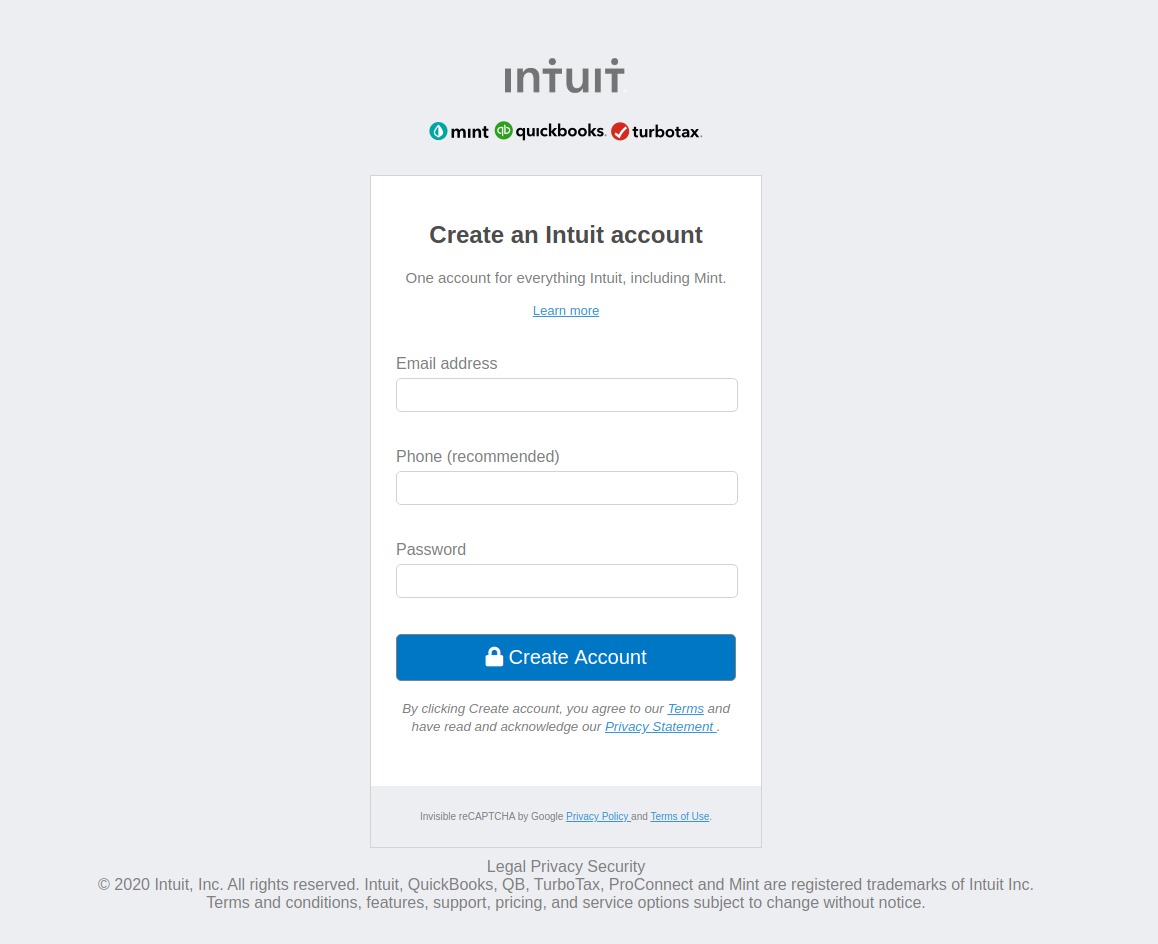 intuit
mint quickbooks. turbotax.
Create an Intuit account
One account for everything Intuit, including Mint.
Learn more
Email address
Phone (recommended)
Password
Create Account
By clicking Create account, you agree to our Terms and
have read and acknowledge our Privacy Statement .
Invisible reCAPTCHA by Google Privacy Policy and Terms of Use.
Legal Privacy Security
© 2020 Intuit, Inc. All rights reserved. Intuit, QuickBooks, QB, TurboTax, ProConnect and Mint are registered trademarks of Intuit Inc.
Terms and conditions, features, support, pricing, and service options subject to change without notice.